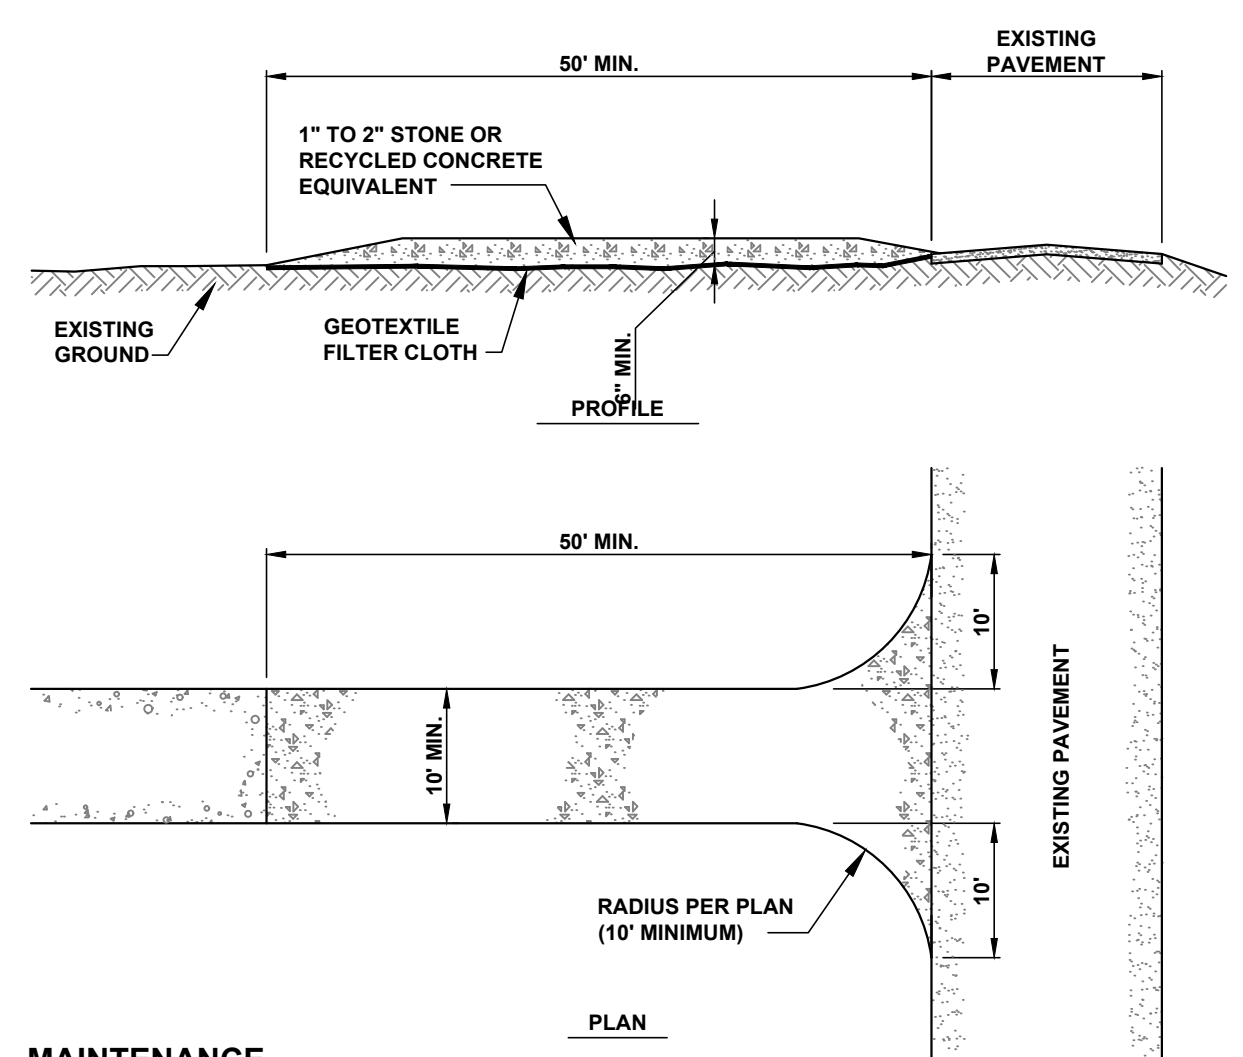 EXISTING
PAVEMENT
50' MIN.
1" TO 2" STONE OR
RECYCLED CONCRETE
EQUIVALENT
EXISTING
GROUND
GEOTEXTILE
FILTER CLOTH
6" MIN.
PROFILE
50' MIN.
10'
10' MIN.
EXISTING PAVEMENT
10'
RADIUS PER PLAN
(10' MINIMUM)
PLAN
MAINTENANCE